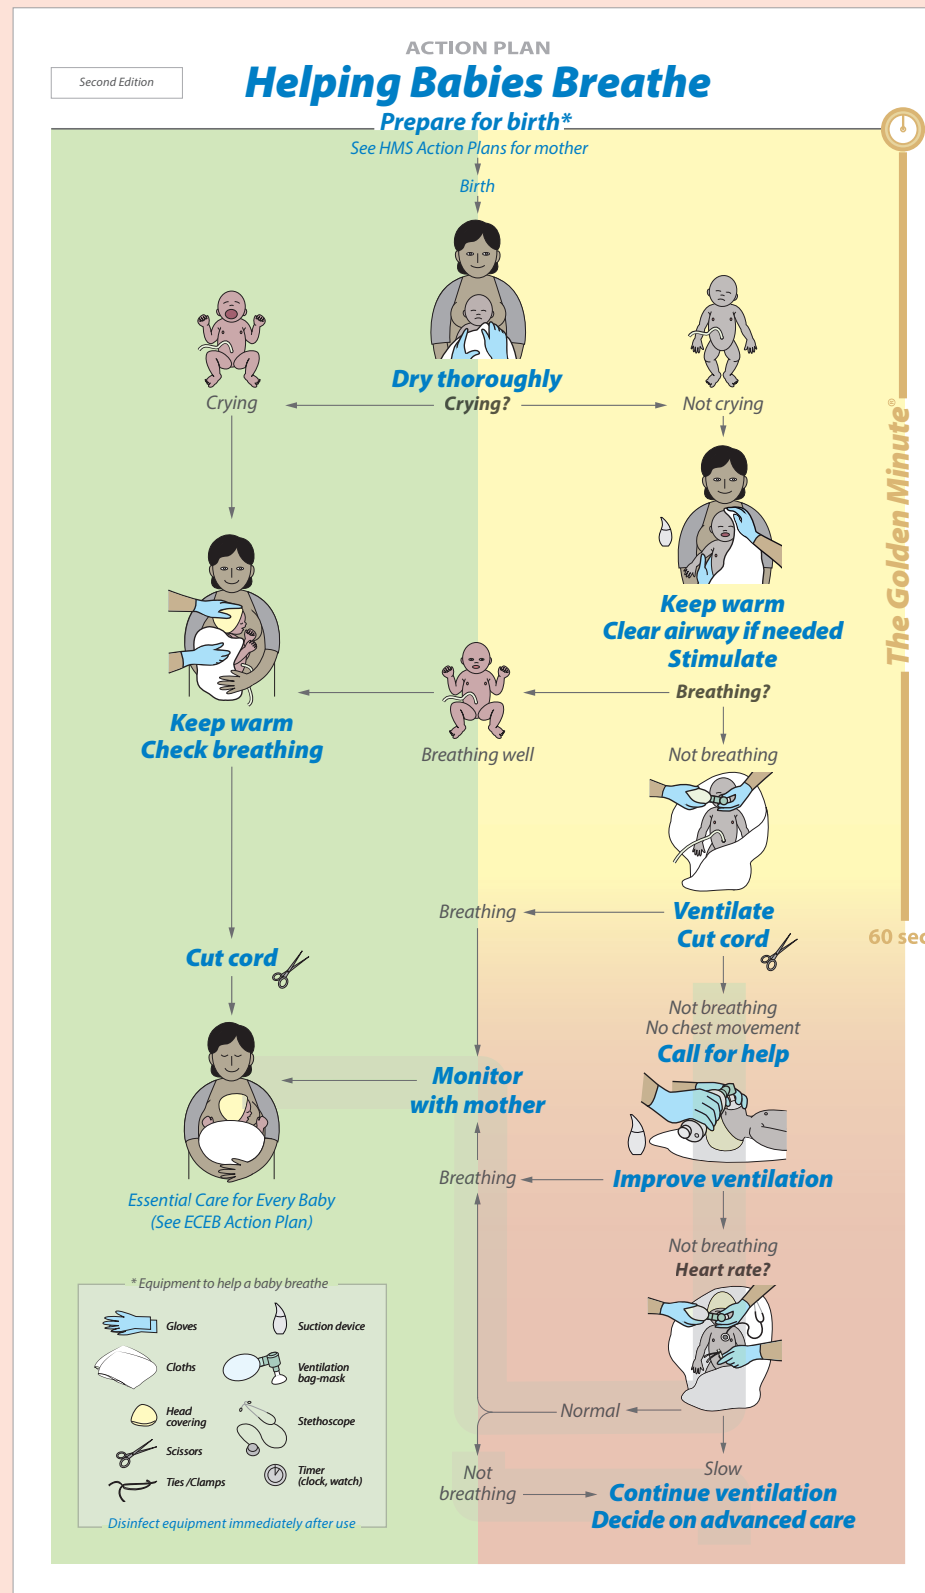 ACTION PLAN
Second Edition
Helping Babies Breathe
Prepare for birth*
See HMS Action Plans for mother
Birth
Dry thoroughly
Crying
Crying?
Not crying
The Golden Minute®
Keep warm
Clear airway if needed
Stimulate
Breathing?
Keep warm
Check breathing
Breathing well
Not breathing
Breathing
Ventilate
Cut cord
60 sec
Cut cord
Not breathing
No chest movement
Call for help
Monitor
with mother
Breathing
Improve ventilation
Essential Care for Every Baby
(See ECEB Action Plan)
Not breathing
Heart rate?
Normal
Slow
Not
breathing
Continue ventilation
Decide on advanced care
* Equipment to help a baby breathe
Gloves
Suction device
Cloths
Ventilation
bag-mask
Head
covering
Stethoscope
Scissors
Ties /Clamps
Timer
(clock, watch)
Disinfect equipment immediately after use